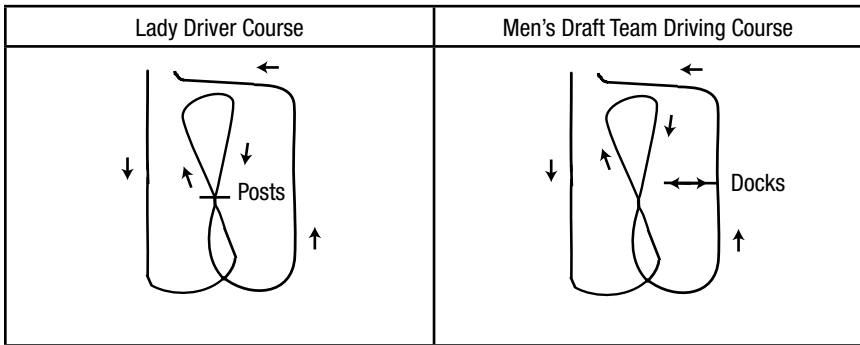 Lady Driver Course
Men’s Draft Team Driving Course
Posts
Docks